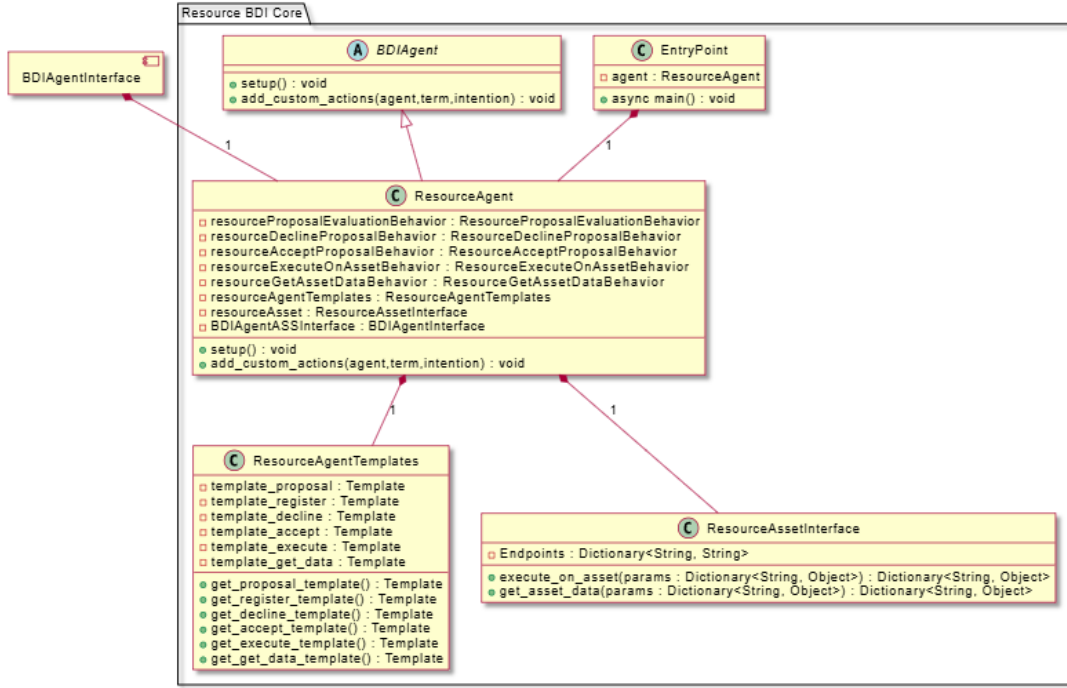 Resource BDI Core
BDIAgentInterface
A BDIAgent
setup() : void
add_custom_actions(agent,term,intention) : void
C EntryPoint
agent : ResourceAgent
async main() : void
1
1
C ResourceAgent
resourceProposalEvaluationBehavior : ResourceProposalEvaluationBehavior
resourceDeclineProposalBehavior : ResourceDeclineProposalBehavior
resourceAcceptProposalBehavior : ResourceAcceptProposalBehavior
resourceExecuteOnAssetBehavior : ResourceExecuteOnAssetBehavior
resourceGetAssetDataBehavior : ResourceGetAssetDataBehavior
resourceAgentTemplates : ResourceAgentTemplates
resourceAsset : ResourceAssetInterface
BDIAgentASSInterface : BDIAgentInterface
setup() : void
add_custom_actions(agent,term,intention) : void
1
1
C ResourceAgentTemplates
template_proposal : Template
template_register : Template
template_decline : Template
template_accept : Template
template_execute : Template
template_get_data : Template
get_proposal_template() : Template
get_register_template() : Template
get_decline_template() : Template
get_accept_template() : Template
get_execute_template() : Template
get_get_data_template() : Template
C ResourceAssetInterface
Endpoints : Dictionary<String, String>
execute_on_asset(params : Dictionary<String, Object>) : Dictionary<String, Object>
get_asset_data(params : Dictionary<String, Object>) : Dictionary<String, Object>